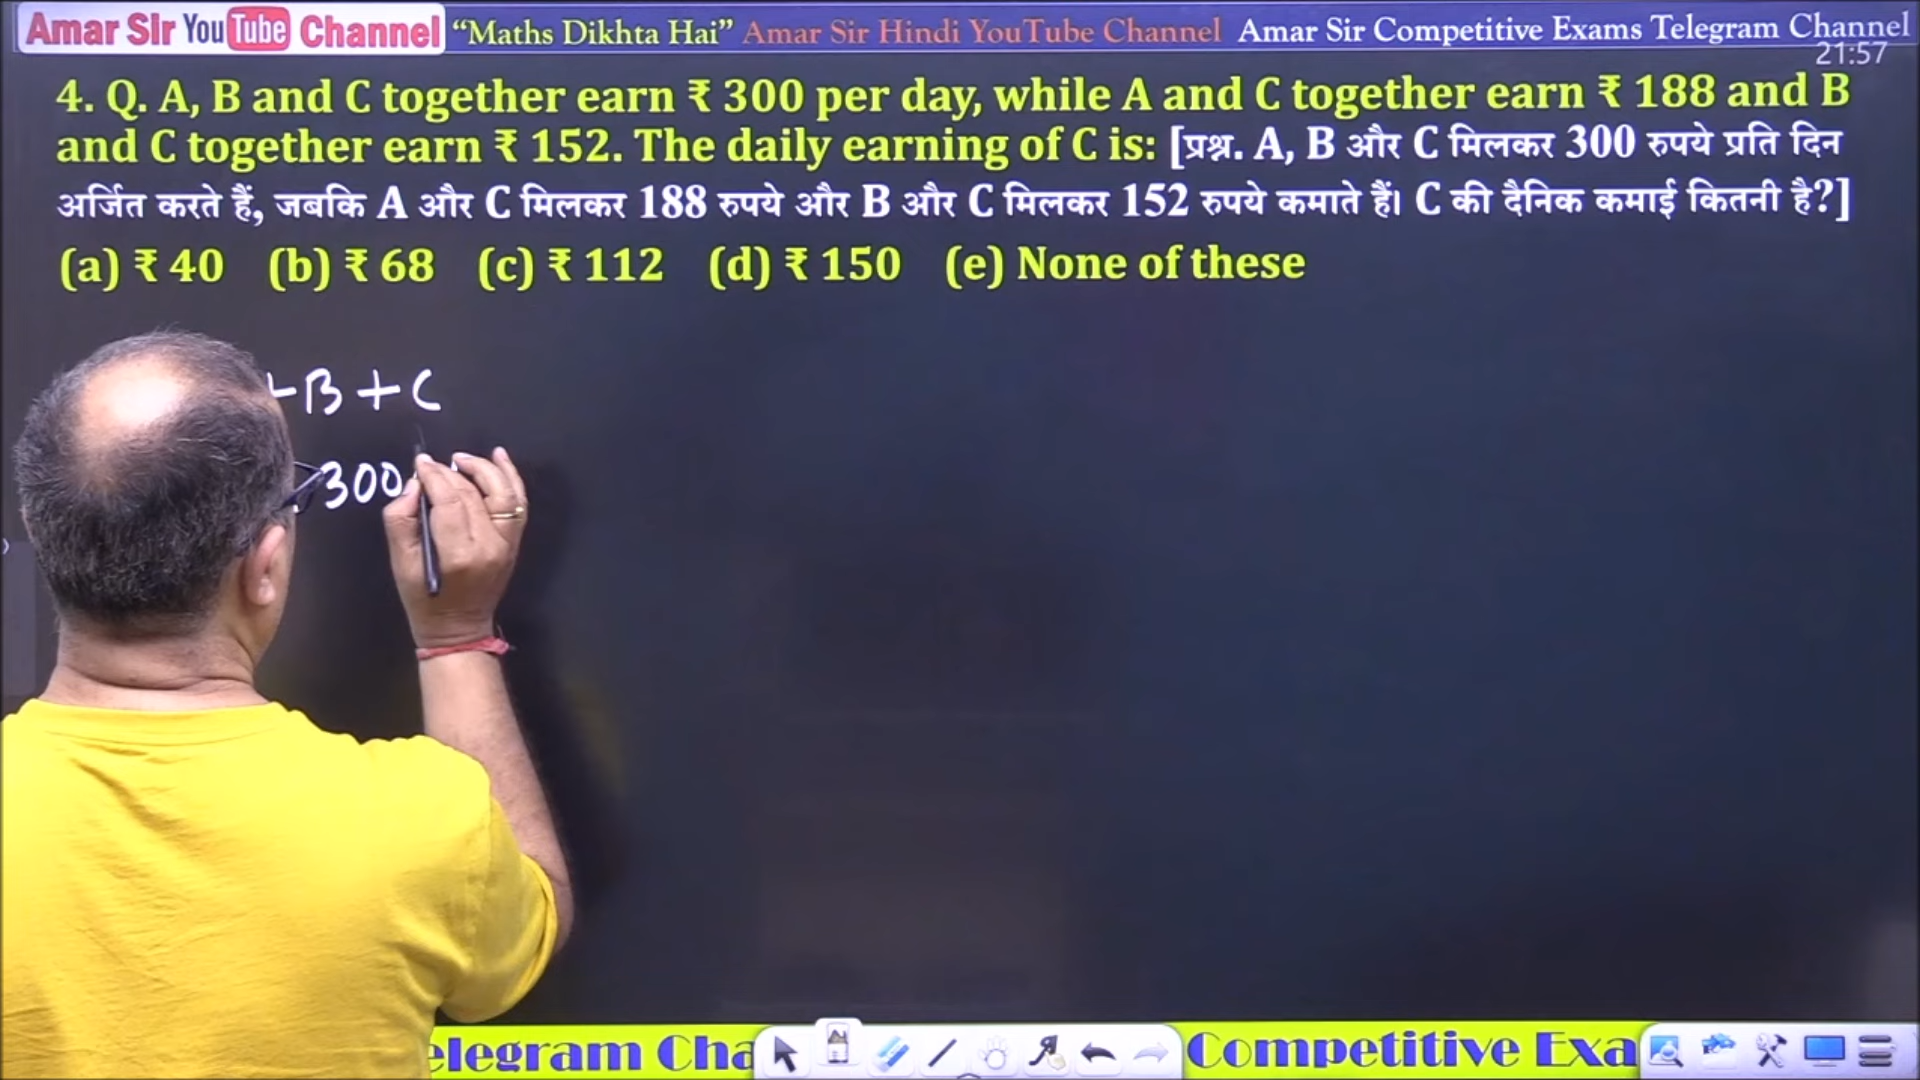 Amar Sir YouTube Channel "Maths Dikhta Hai" Amar Sir Hindi YouTube Channel Amar Sir Competitive Exams Telegram Channel
21:57
4. Q. A, B and C together earn ₹ 300 per day, while A and C together earn ₹ 188 and B
and C together earn ₹ 152. The daily earning of C is: [प्रश्न. A, B और C मिलकर 300 रुपये प्रति दिन
अर्जित करते हैं, जबकि A और C मिलकर 188 रुपये और B और C मिलकर 152 रुपये कमाते हैं। C की दैनिक कमाई कितनी है?]
(a) ₹ 40 (b) ₹ 68 (c) ₹ 112 (d) ₹ 150 (e) None of these
+B+C
300
elegram Cha Competitive Exa